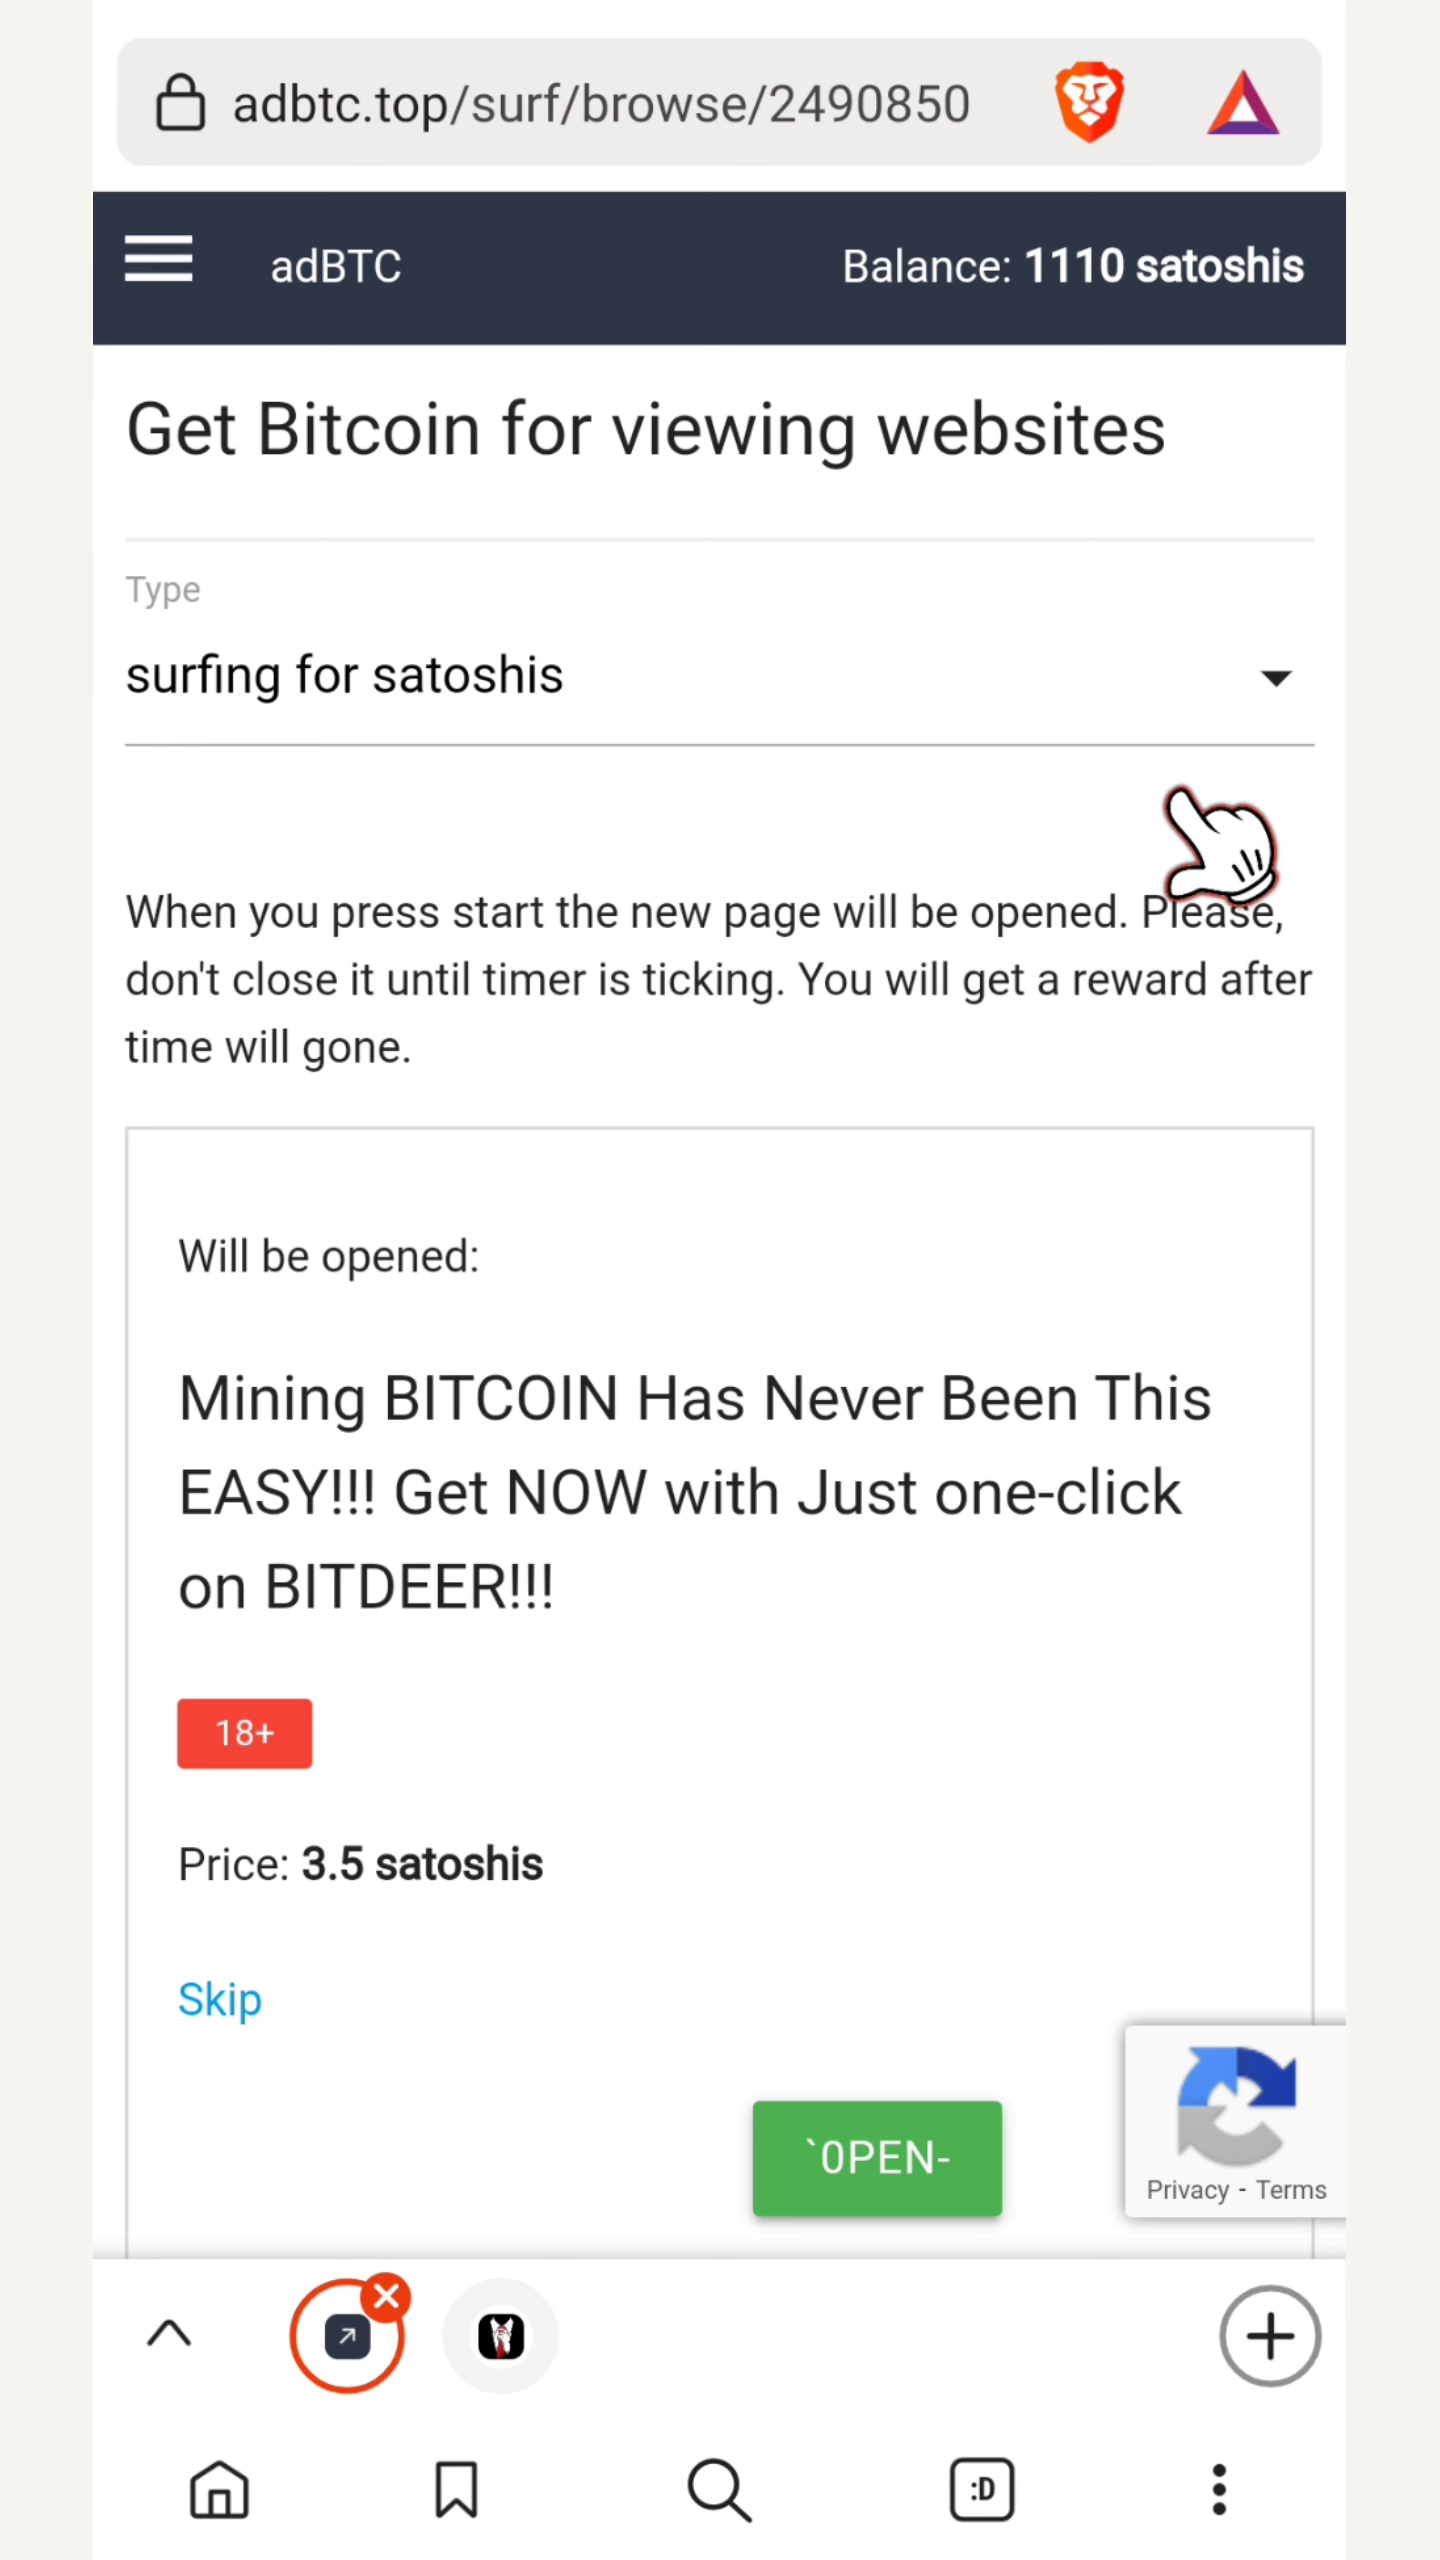 adbtc.top/surf/browse/2490850
adBTC
Balance: 1110 satoshis
Get Bitcoin for viewing websites
Type
surfing for satoshis
When you press start the new page will be opened. Please,
don't close it until timer is ticking. You will get a reward after
time will gone.
Will be opened:
Mining BITCOIN Has Never Been This
EASY!!! Get NOW with Just one-click
on BITDEER!!!
18+
Price: 3.5 satoshis
Skip
`0PEN-
Privacy - Terms
:D